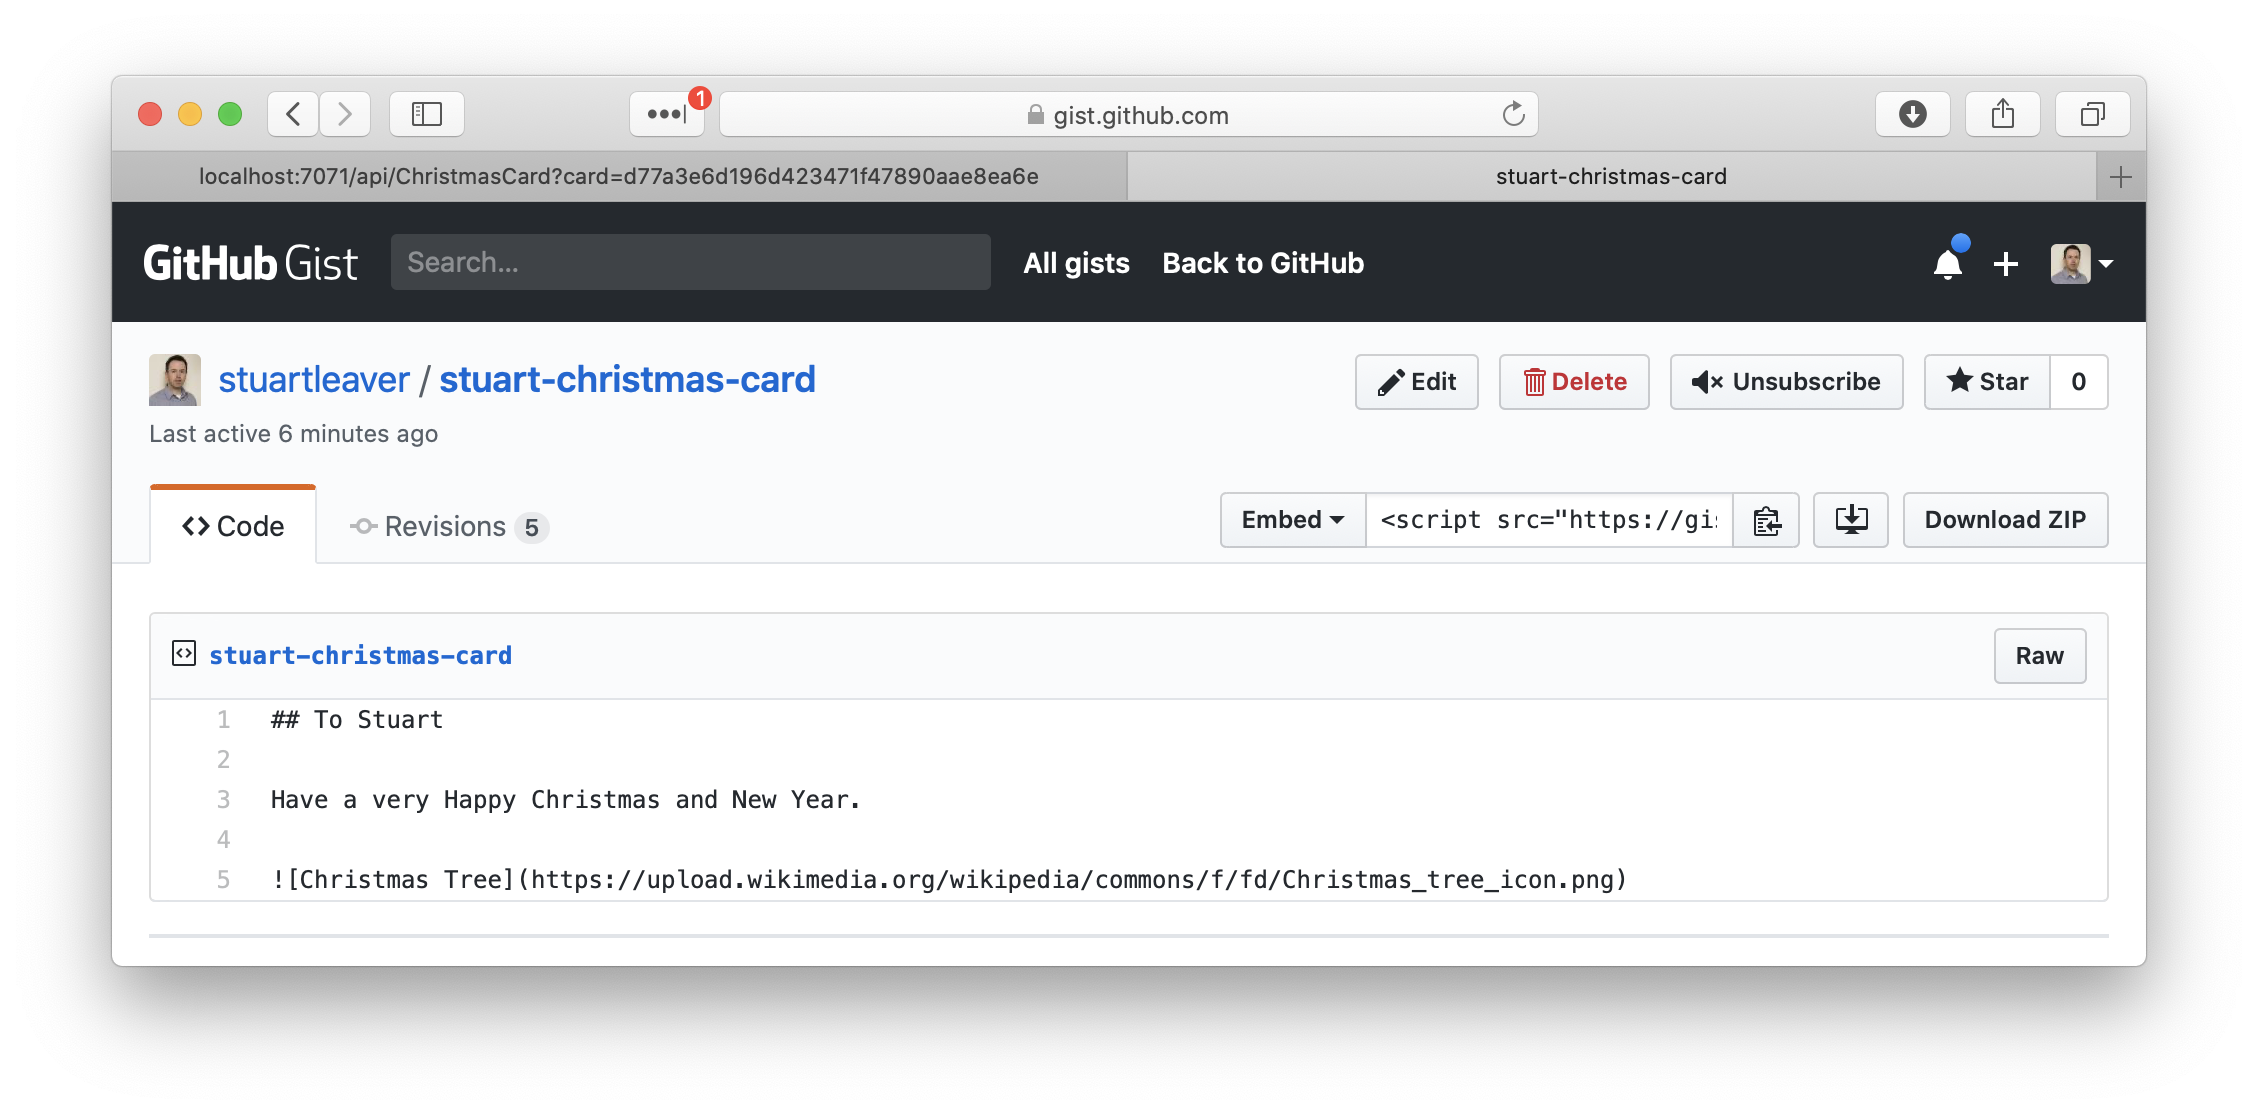 1
gist.github.com
localhost:7071/api/ChristmasCard?card=d77a3e6d196d423471f47890aae8ea6e
stuart-christmas-card
GitHub Gist
Search...
All gists
Back to GitHub
stuartleaver / stuart-christmas-card
Edit
Delete
Unsubscribe
Star
0
Last active 6 minutes ago
Code
Revisions 5
Embed
<script src="https://gi
Download ZIP
stuart-christmas-card
Raw
1 ## To Stuart
2
3 Have a very Happy Christmas and New Year.
4
5 ![Christmas Tree](https://upload.wikimedia.org/wikipedia/commons/f/fd/Christmas_tree_icon.png)